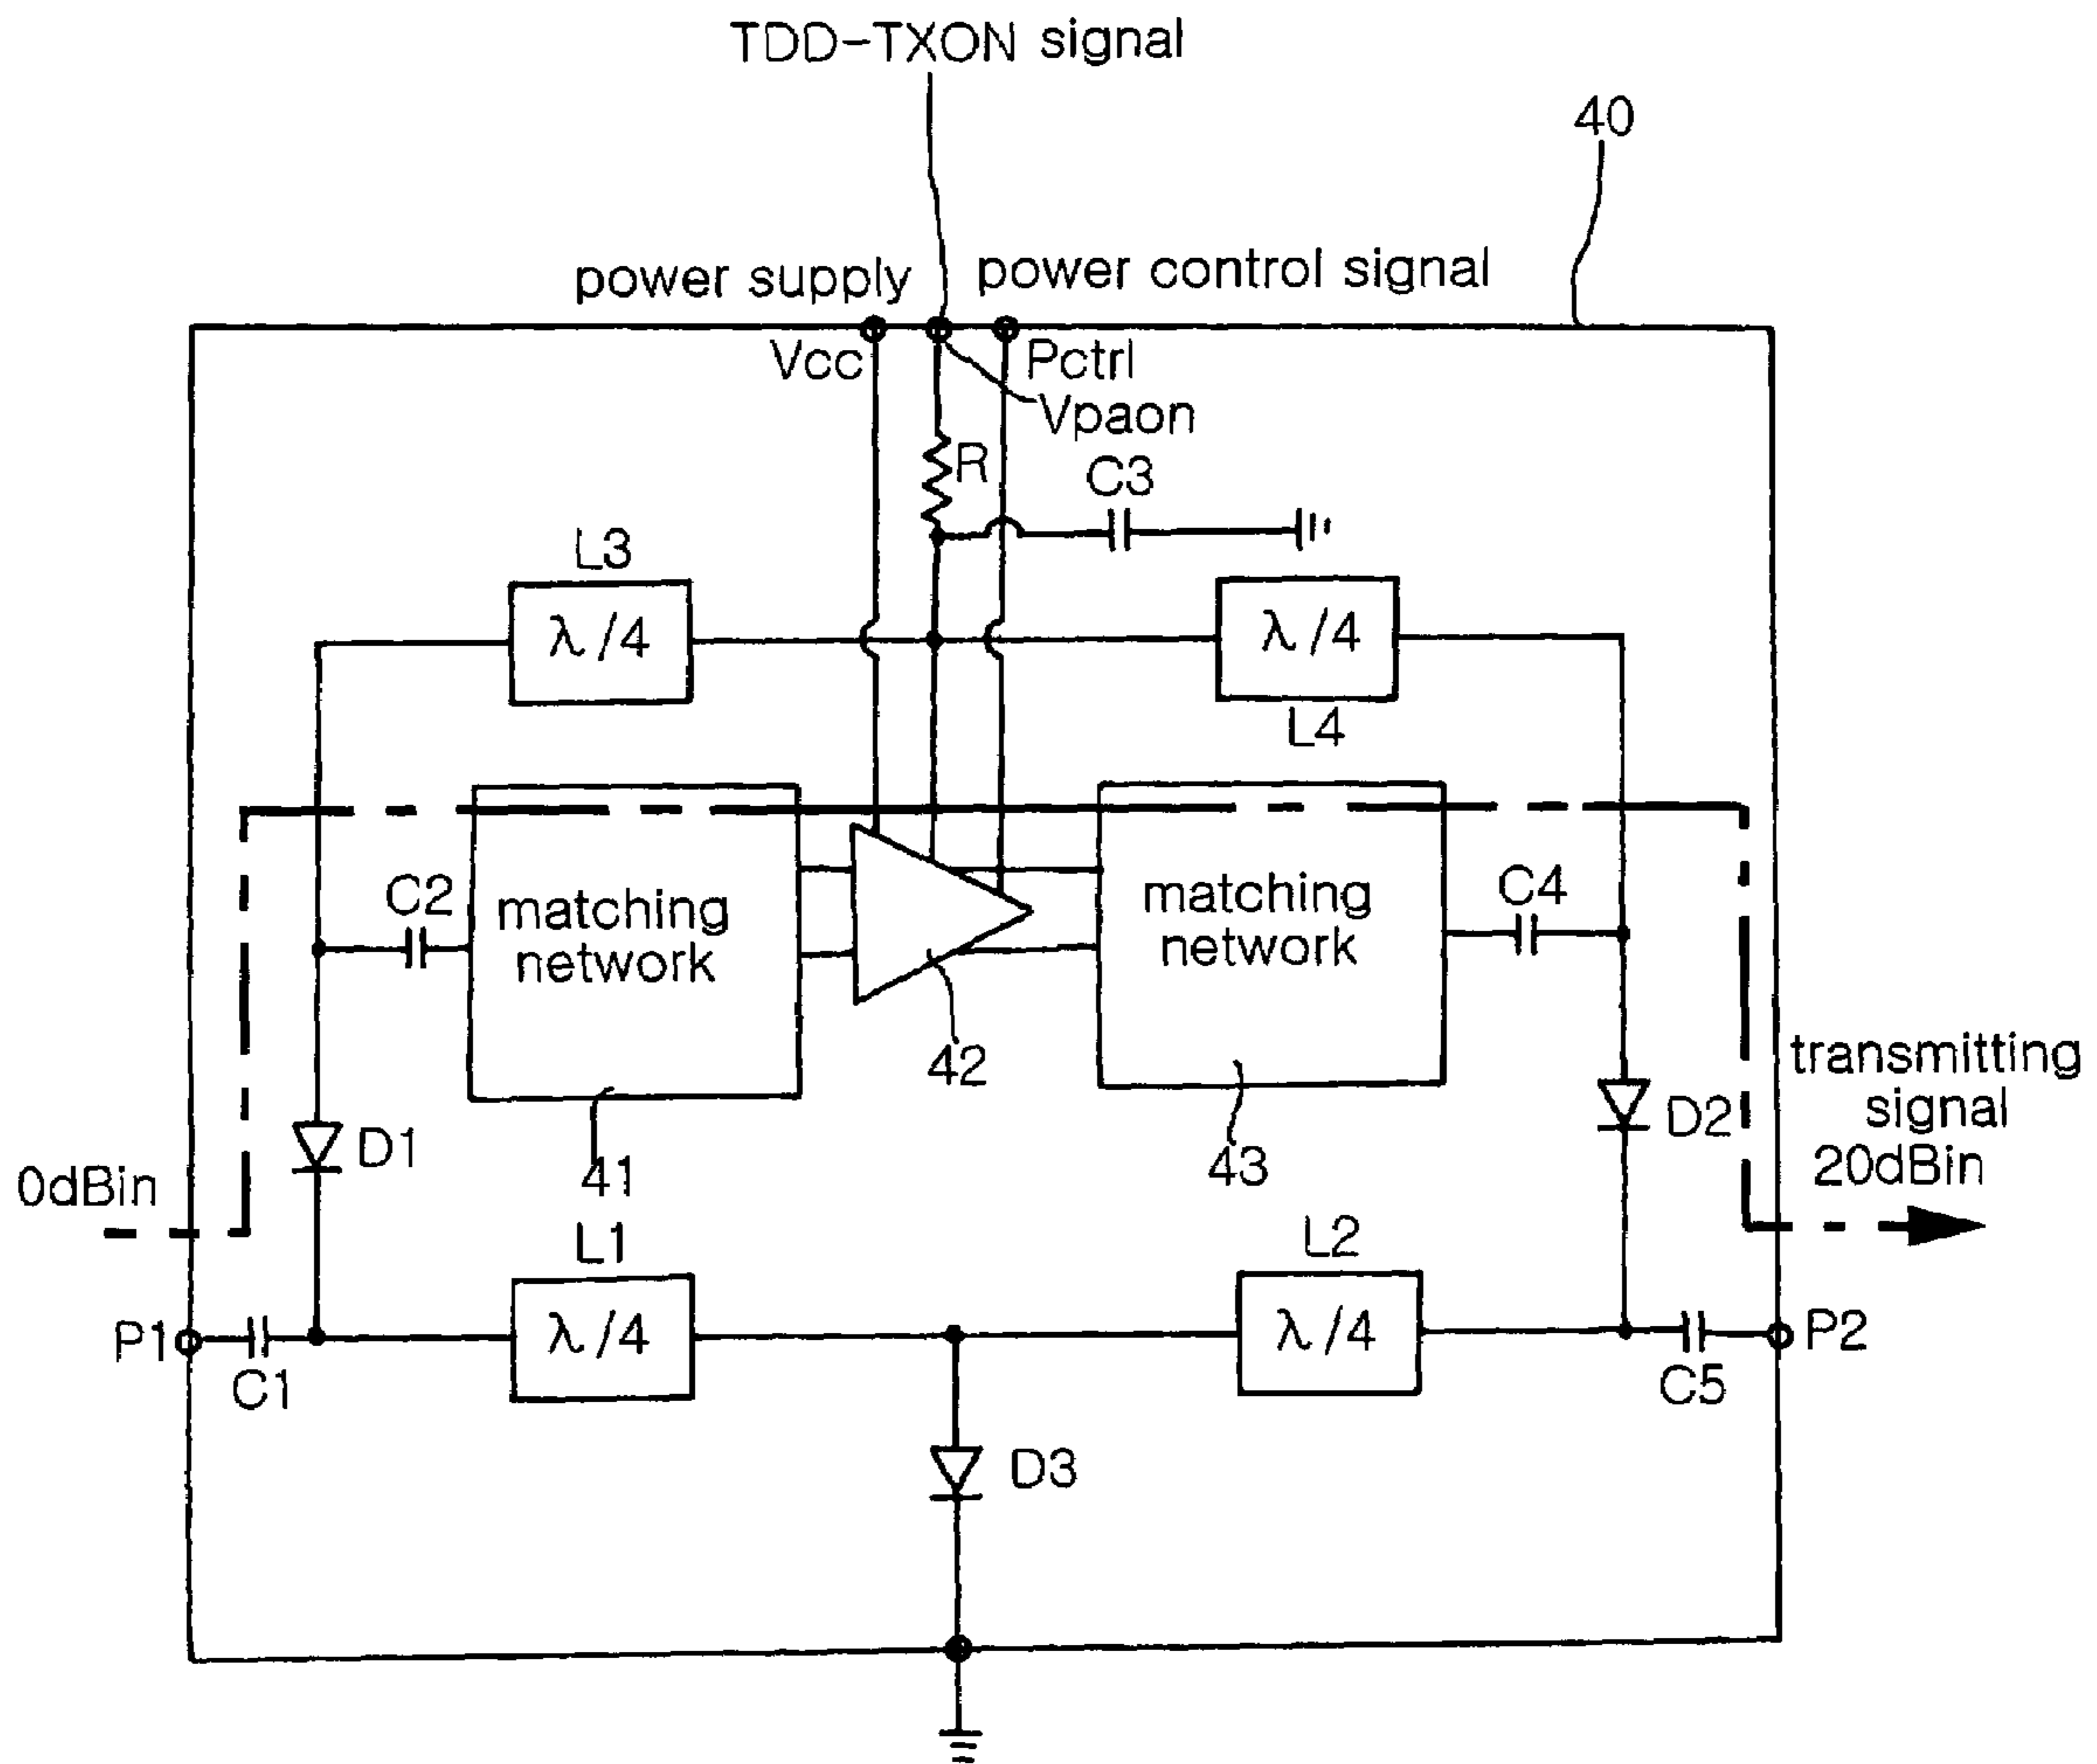 TDD-TXON signal
40
power supply
power control signal
Vcc
Pctrl
Vpaon
R
C3
L3
λ/4
λ/4
L4
C2
matching
network
matching
network
C4
42
transmitting
signal
20dBin
D1
D2
41
43
0dBin
L1
L2
λ/4
λ/4
P1
C1
C5
P2
D3